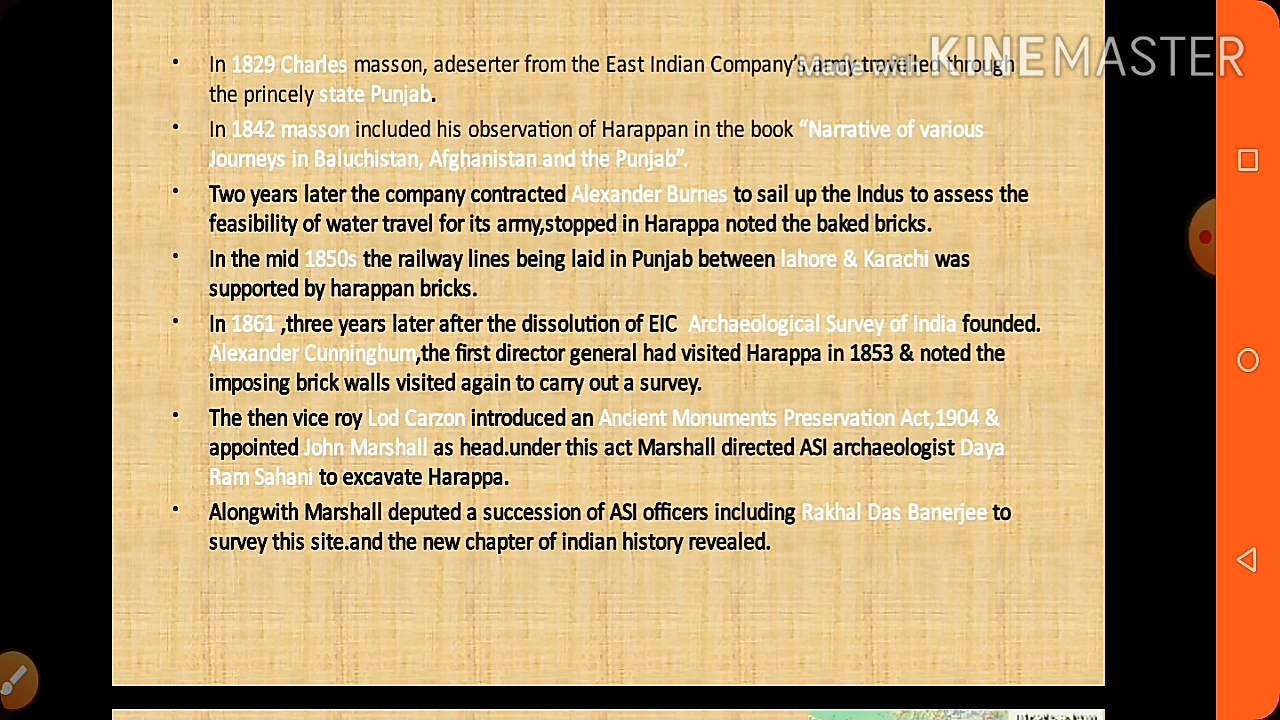 Made with KINEMASTER
• In 1829 Charles masson, adeserter from the East Indian Company's army travelled through
the princely state Punjab.
• In 1842 masson included his observation of Harappan in the book “Narrative of various
Journeys in Baluchistan, Afghanistan and the Punjab”.
• Two years later the company contracted Alexander Burnes to sail up the Indus to assess the
feasibility of water travel for its army,stopped in Harappa noted the baked bricks.
• In the mid 1850s the railway lines being laid in Punjab between lahore & Karachi was
supported by harappan bricks.
• In 1861 ,three years later after the dissolution of EIC Archaeological Survey of India founded.
Alexander Cunninghum,the first director general had visited Harappa in 1853 & noted the
imposing brick walls visited again to carry out a survey.
• The then vice roy Lod Carzon introduced an Ancient Monuments Preservation Act,1904 &
appointed John Marshall as head.under this act Marshall directed ASI archaeologist Daya
Ram Sahani to excavate Harappa.
• Alongwith Marshall deputed a succession of ASI officers including Rakhal Das Banerjee to
survey this site.and the new chapter of indian history revealed.